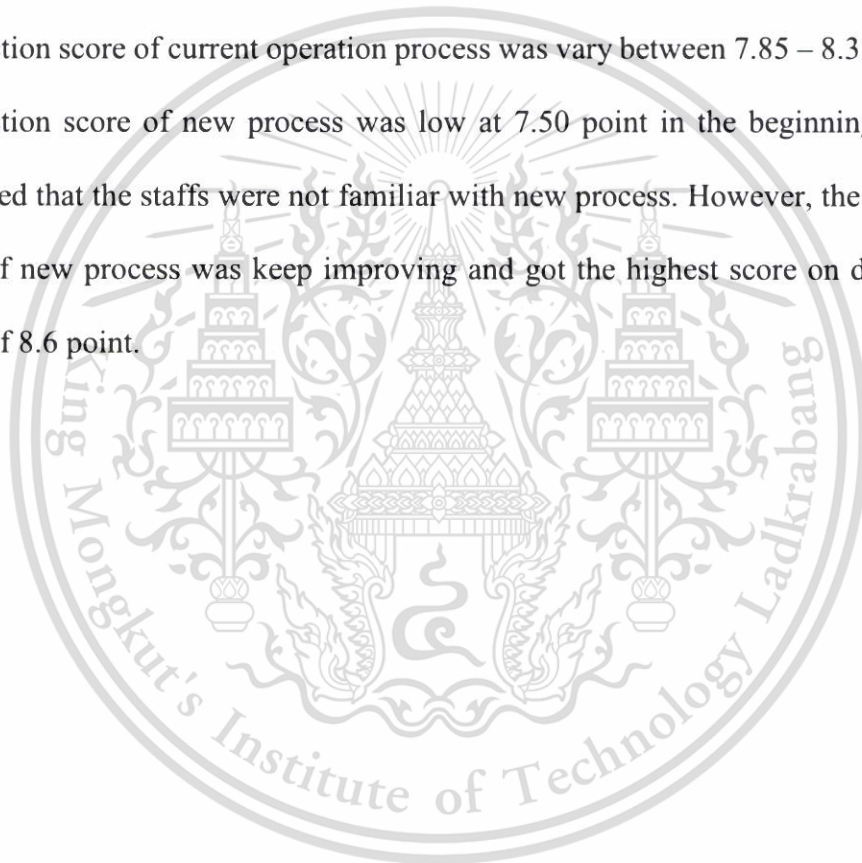 ction score of current operation process was vary between 7.85 – 8.3
ction score of new process was low at 7.50 point in the beginning
ed that the staffs were not familiar with new process. However, the
f new process was keep improving and got the highest score on d
f 8.6 point.
King Mongkut's Institute of Technology Ladkrabang